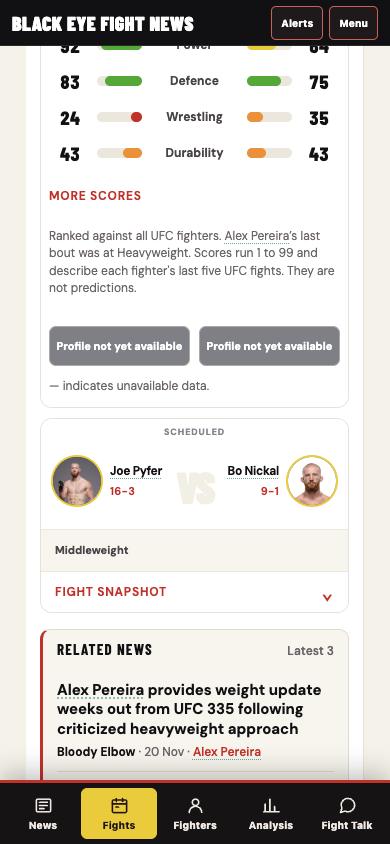 BLACK EYE FIGHT NEWS
Alerts
Menu
92 Power 64
83 Defence 75
24 Wrestling 35
43 Durability 43
MORE SCORES
Ranked against all UFC fighters. Alex Pereira's last
bout was at Heavyweight. Scores run 1 to 99 and
describe each fighter's last five UFC fights. They are
not predictions.
Profile not yet available
Profile not yet available
— indicates unavailable data.
SCHEDULED
Joe Pyfer
16-3
VS
Bo Nickal
9-1
Middleweight
FIGHT SNAPSHOT
RELATED NEWS
Latest 3
Alex Pereira provides weight update
weeks out from UFC 335 following
criticized heavyweight approach
Bloody Elbow · 20 Nov · Alex Pereira
News
Fights
Fighters
Analysis
Fight Talk